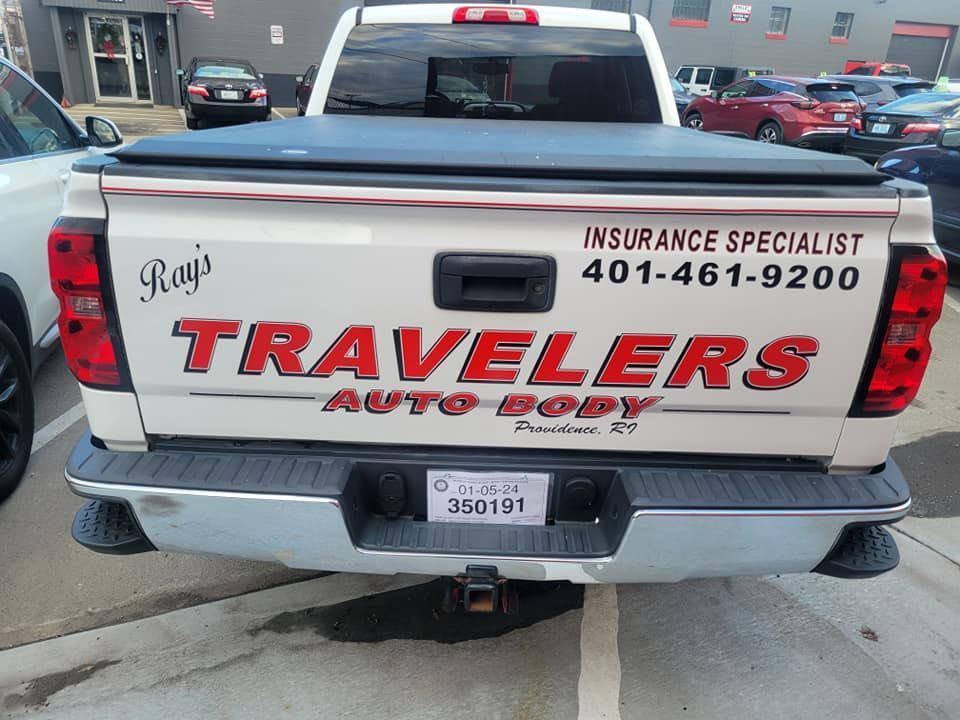 Ray's
INSURANCE SPECIALIST
401-461-9200
TRAVELERS
AUTO BODY
Providence, RI
01-05-24
350191